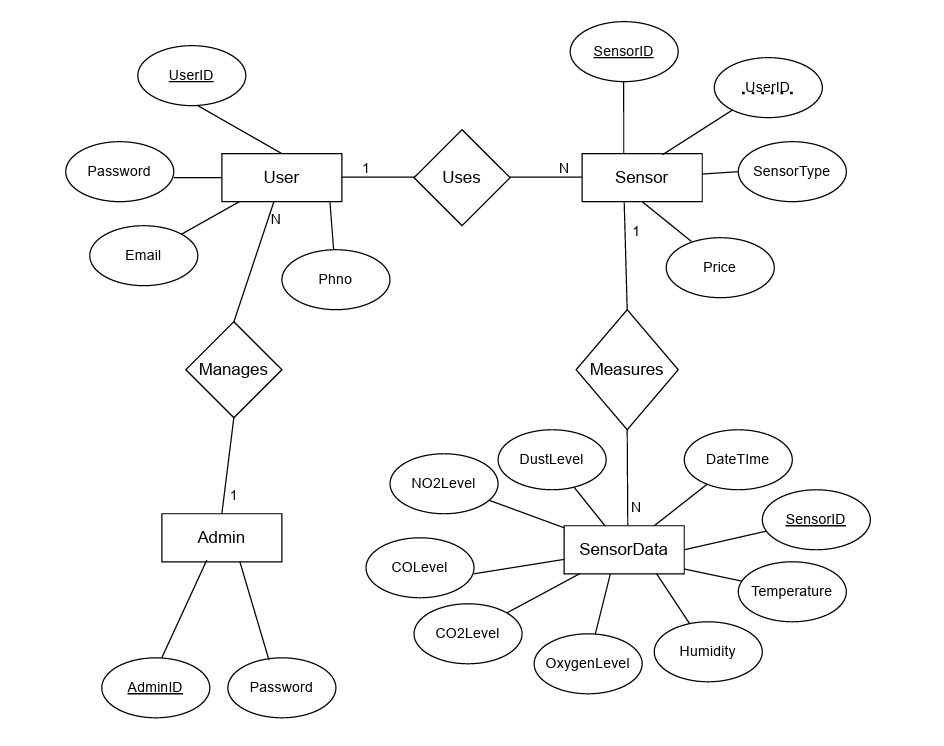 SensorID
UserID
UserID
Password
User
1
Uses
N
Sensor
SensorType
N
1
Email
Phno
Price
Manages
Measures
DustLevel
DateTIme
NO2Level
1
N
SensorID
Admin
SensorData
COLevel
Temperature
CO2Level
OxygenLevel
Humidity
AdminID
Password